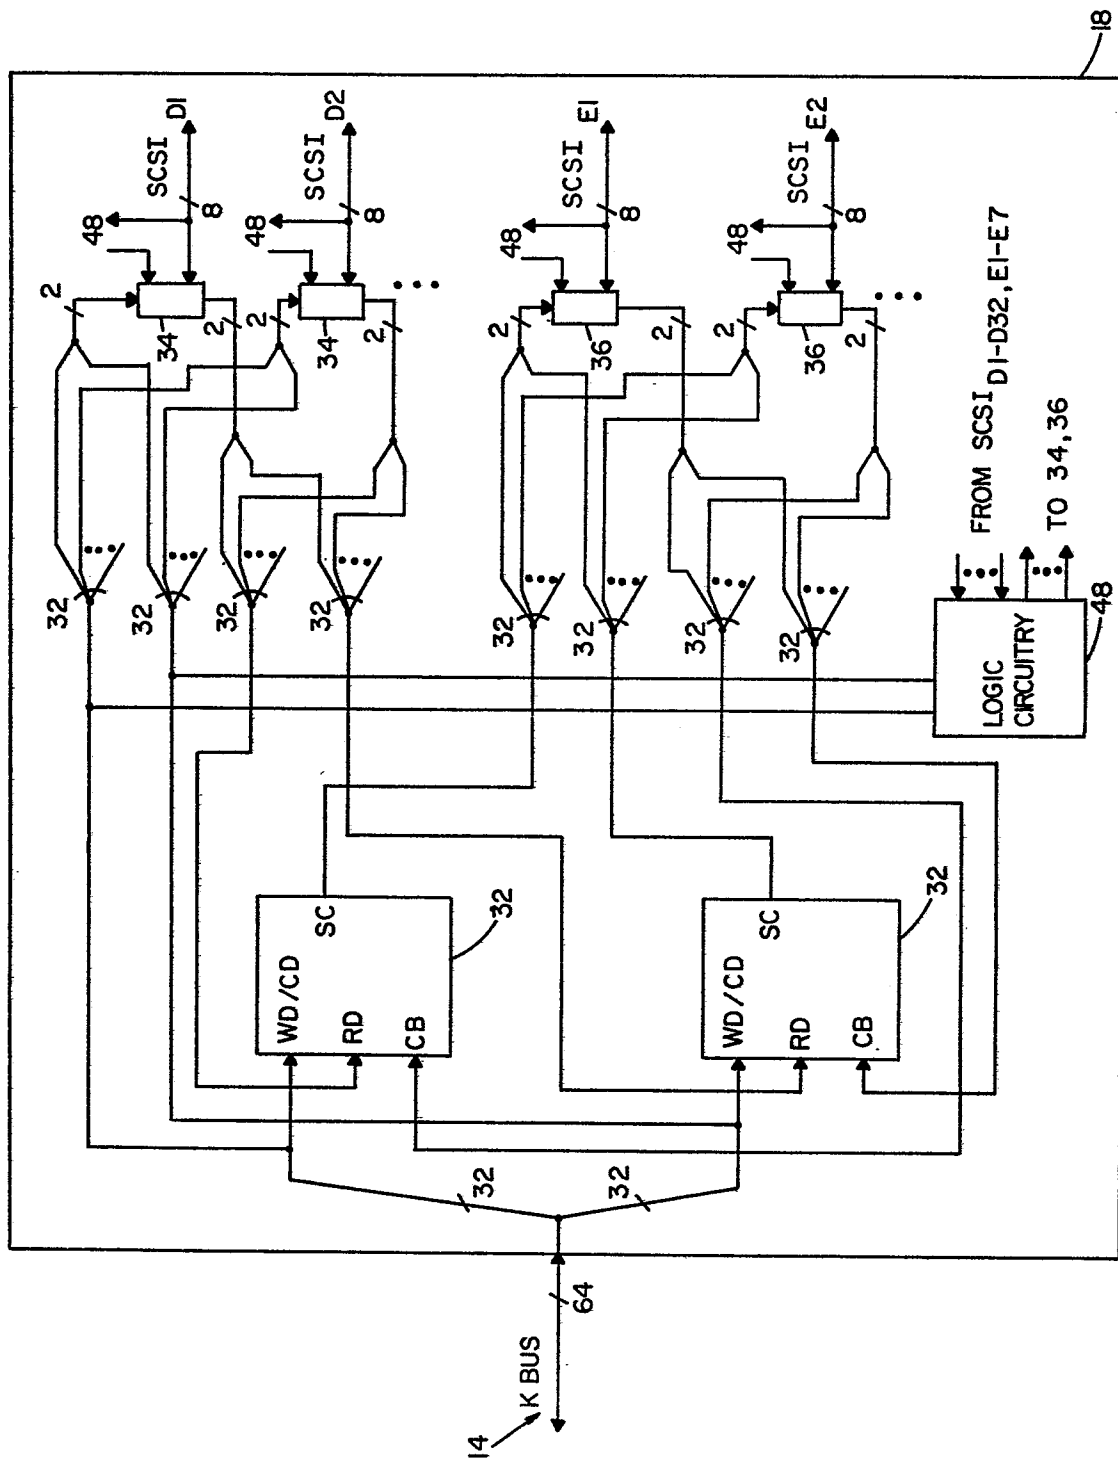 18
SCSI D1
8
48
2
34
2
SCSI D2
8
48
2
34
2
SCSI E1
8
48
2
36
2
SCSI E2
8
48
2
36
2
32
32
32
32
32
32
32
32
FROM SCSI D1-D32, E1-E7
TO 34, 36
LOGIC
CIRCUITRY
48
WD/CD
SC
RD
CB
32
WD/CD
SC
RD
CB
32
32
32
64
K BUS
14